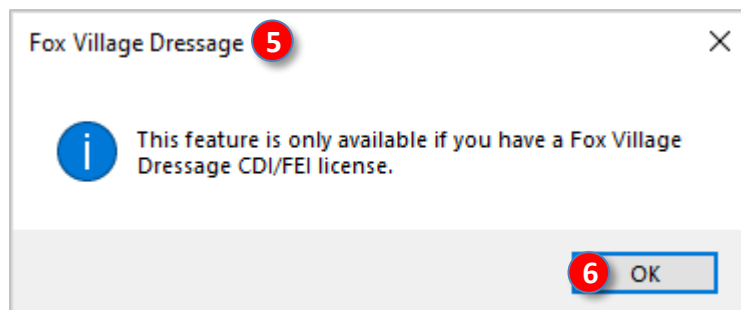 Fox Village Dressage 5
i
This feature is only available if you have a Fox Village
Dressage CDI/FEI license.
6 OK